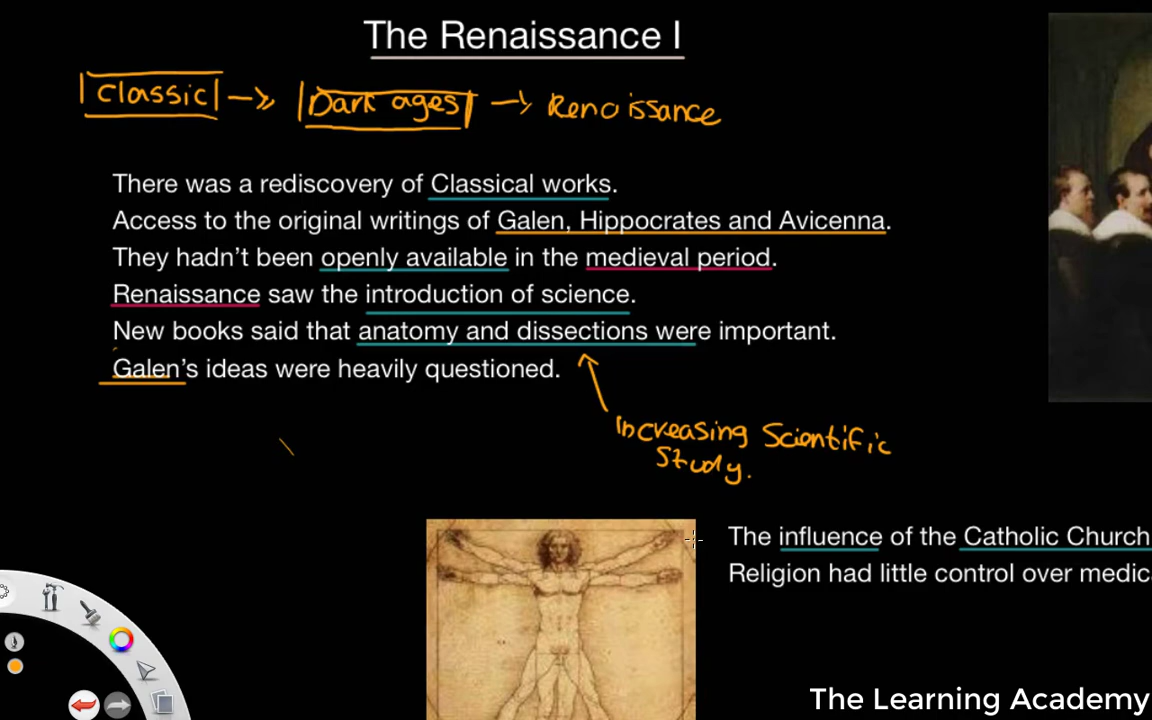 The Renaissance I
Classic → Dark ages → Renaissance
There was a rediscovery of Classical works.
Access to the original writings of Galen, Hippocrates and Avicenna.
They hadn't been openly available in the medieval period.
Renaissance saw the introduction of science.
New books said that anatomy and dissections were important.
Galen's ideas were heavily questioned.
Increasing Scientific
Study.
The influence of the Catholic Church
Religion had little control over medic
The Learning Academy